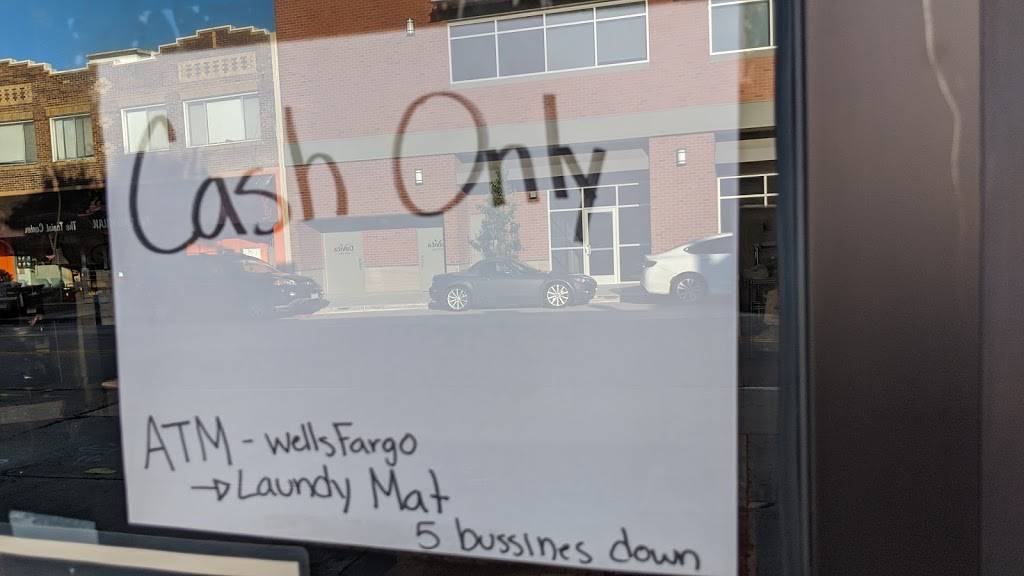 Cash Only
ATM - wellsFargo
→ Laundy Mat
5 bussines down